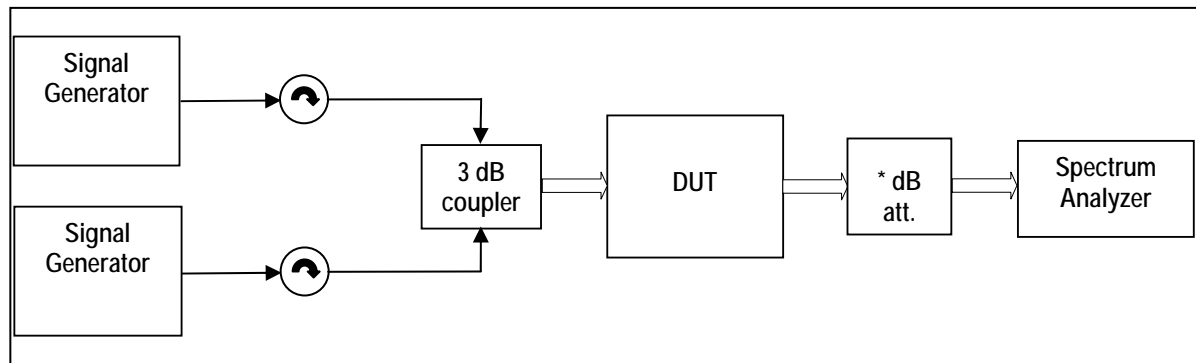 Signal
Generator
3 dB
coupler
DUT
* dB
att.
Spectrum
Analyzer
Signal
Generator